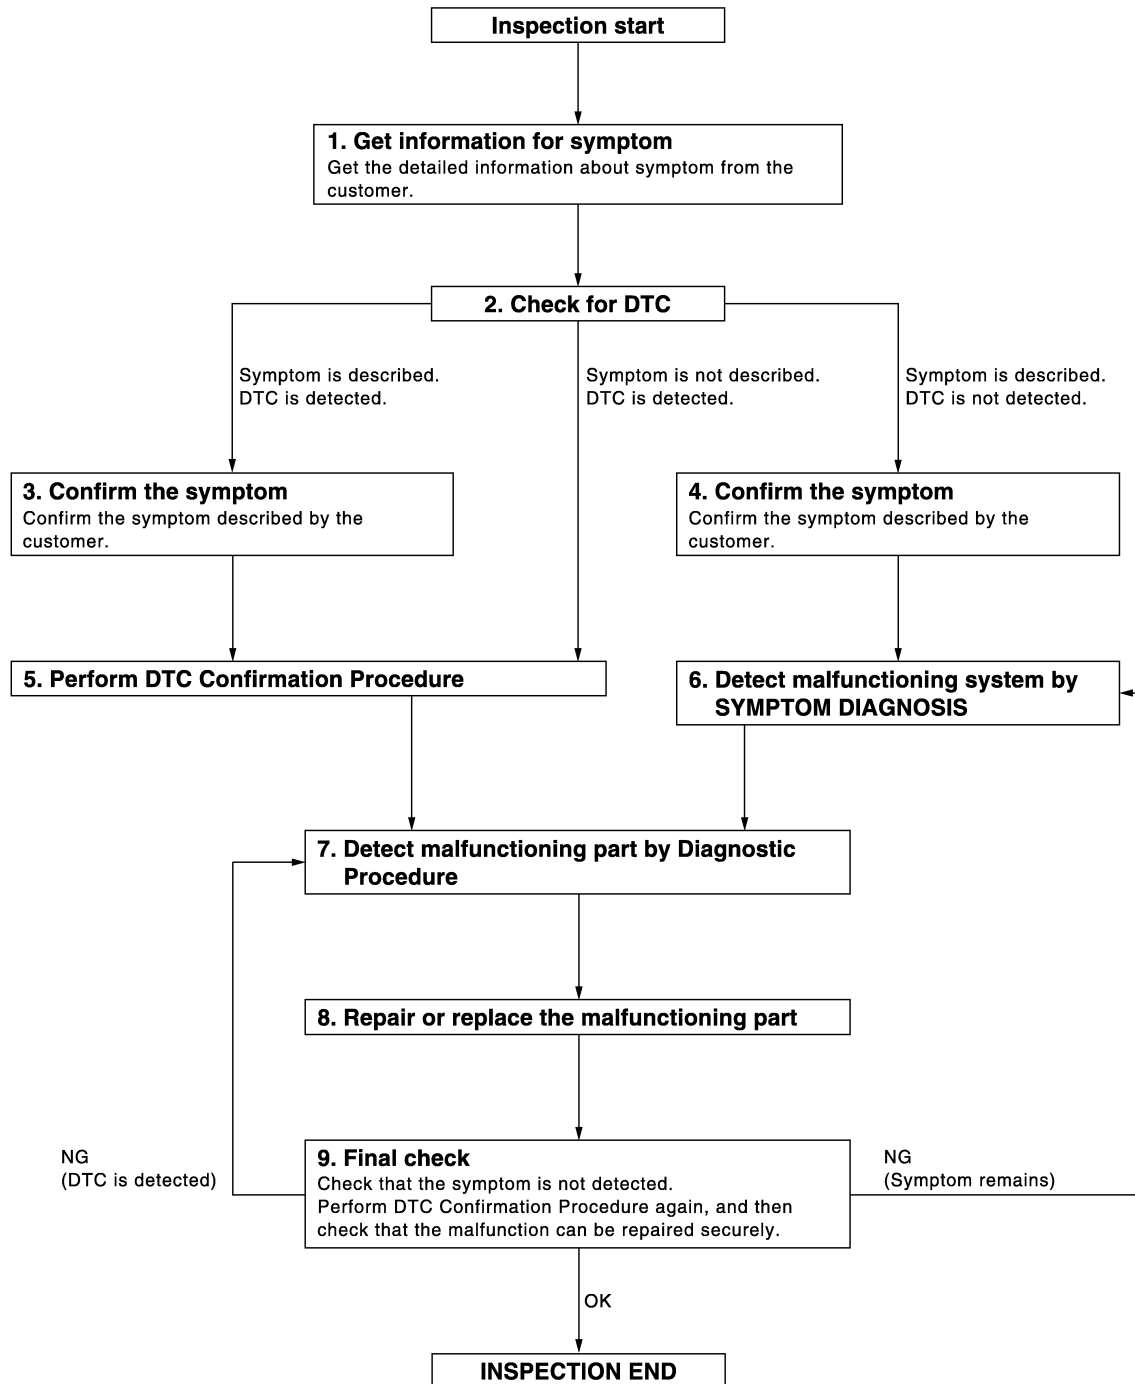 Inspection start
1. Get information for symptom
Get the detailed information about symptom from the
customer.
2. Check for DTC
Symptom is described.
DTC is detected.
Symptom is not described.
DTC is detected.
Symptom is described.
DTC is not detected.
3. Confirm the symptom
Confirm the symptom described by the
customer.
4. Confirm the symptom
Confirm the symptom described by the
customer.
5. Perform DTC Confirmation Procedure
6. Detect malfunctioning system by
SYMPTOM DIAGNOSIS
7. Detect malfunctioning part by Diagnostic
Procedure
8. Repair or replace the malfunctioning part
NG
(DTC is detected)
9. Final check
Check that the symptom is not detected.
Perform DTC Confirmation Procedure again, and then
check that the malfunction can be repaired securely.
NG
(Symptom remains)
OK
INSPECTION END